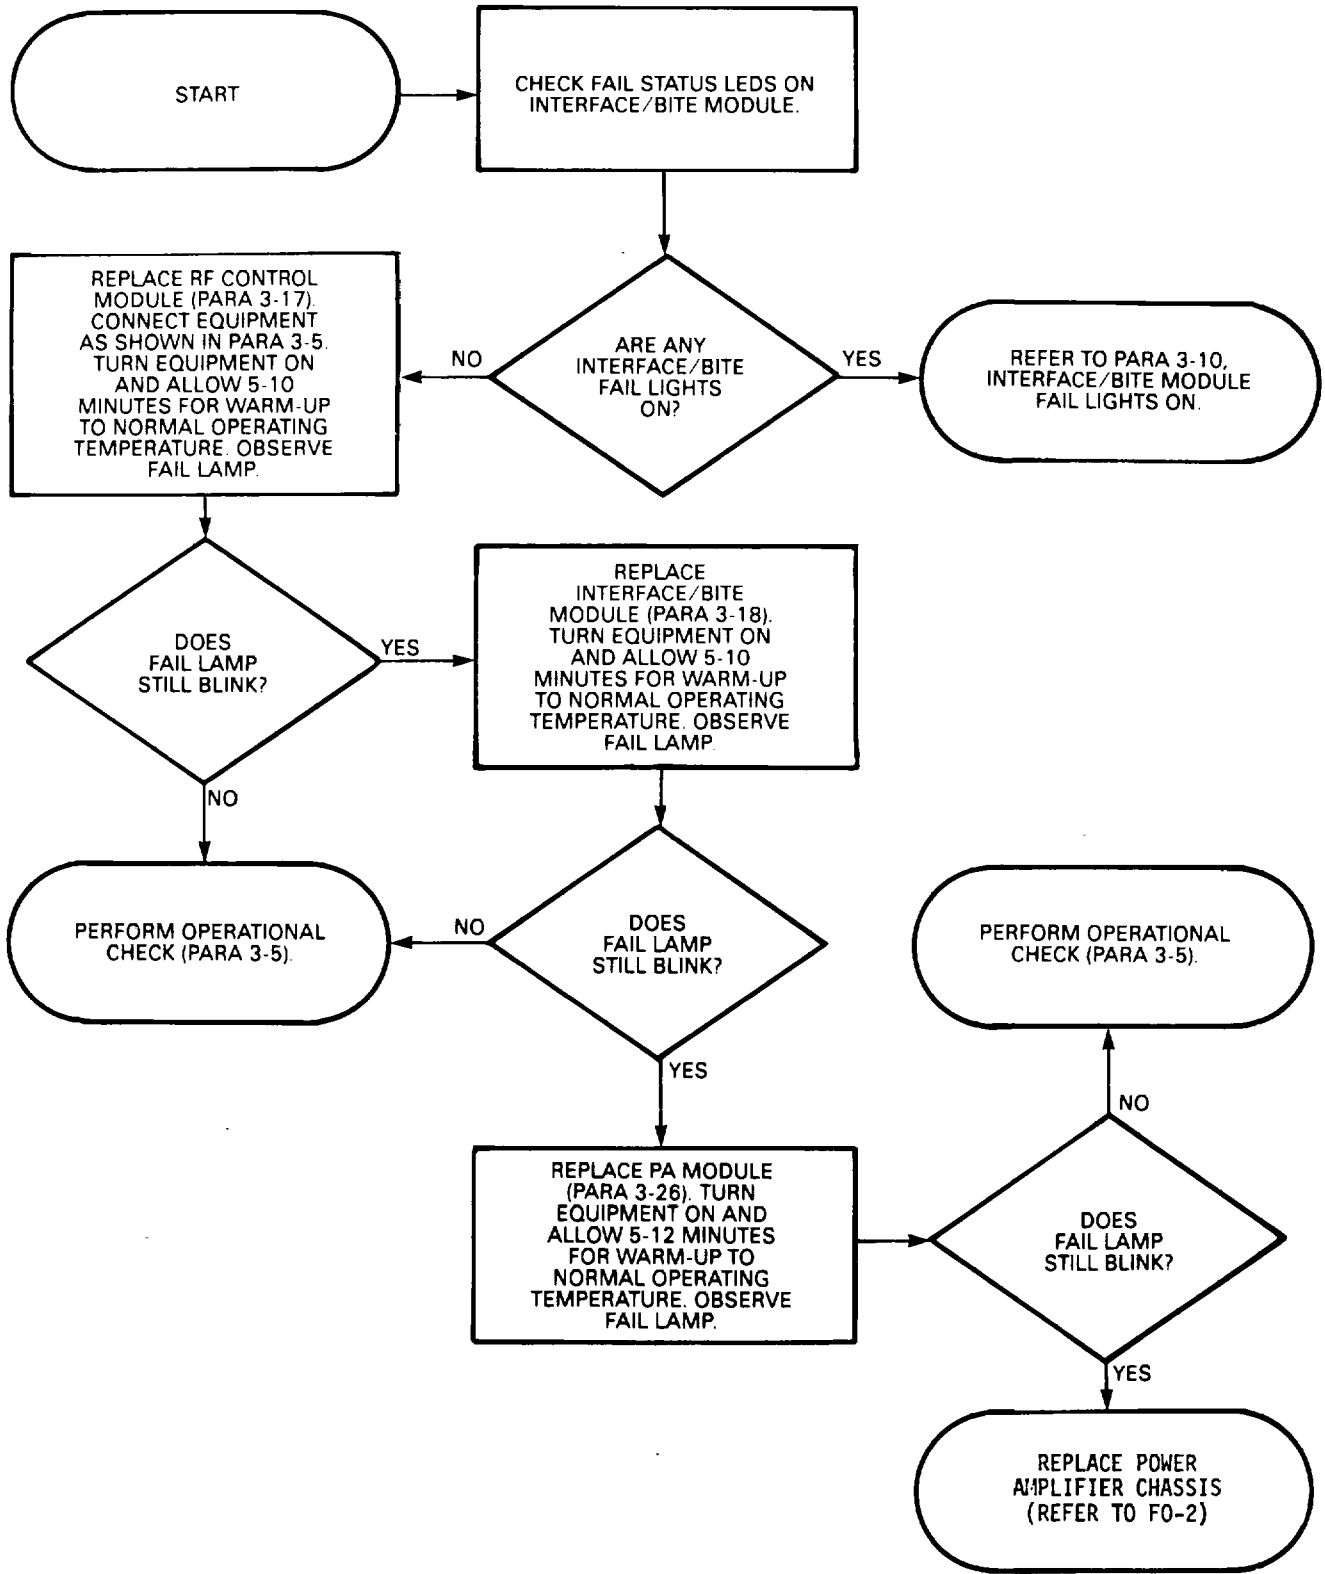 START
CHECK FAIL STATUS LEDS ON
INTERFACE/BITE MODULE.
REPLACE RF CONTROL
MODULE (PARA 3-17).
CONNECT EQUIPMENT
AS SHOWN IN PARA 3-5.
TURN EQUIPMENT ON
AND ALLOW 5-10
MINUTES FOR WARM-UP
TO NORMAL OPERATING
TEMPERATURE. OBSERVE
FAIL LAMP.
NO
ARE ANY
INTERFACE/BITE
FAIL LIGHTS
ON?
YES
REFER TO PARA 3-10,
INTERFACE/BITE MODULE
FAIL LIGHTS ON.
DOES
FAIL LAMP
STILL BLINK?
YES
NO
REPLACE
INTERFACE/BITE
MODULE (PARA 3-18).
TURN EQUIPMENT ON
AND ALLOW 5-10
MINUTES FOR WARM-UP
TO NORMAL OPERATING
TEMPERATURE. OBSERVE
FAIL LAMP.
PERFORM OPERATIONAL
CHECK (PARA 3-5).
NO
DOES
FAIL LAMP
STILL BLINK?
YES
PERFORM OPERATIONAL
CHECK (PARA 3-5).
NO
REPLACE PA MODULE
(PARA 3-26). TURN
EQUIPMENT ON AND
ALLOW 5-12 MINUTES
FOR WARM-UP TO
NORMAL OPERATING
TEMPERATURE. OBSERVE
FAIL LAMP.
DOES
FAIL LAMP
STILL BLINK?
YES
REPLACE POWER
AMPLIFIER CHASSIS
(REFER TO FO-2)